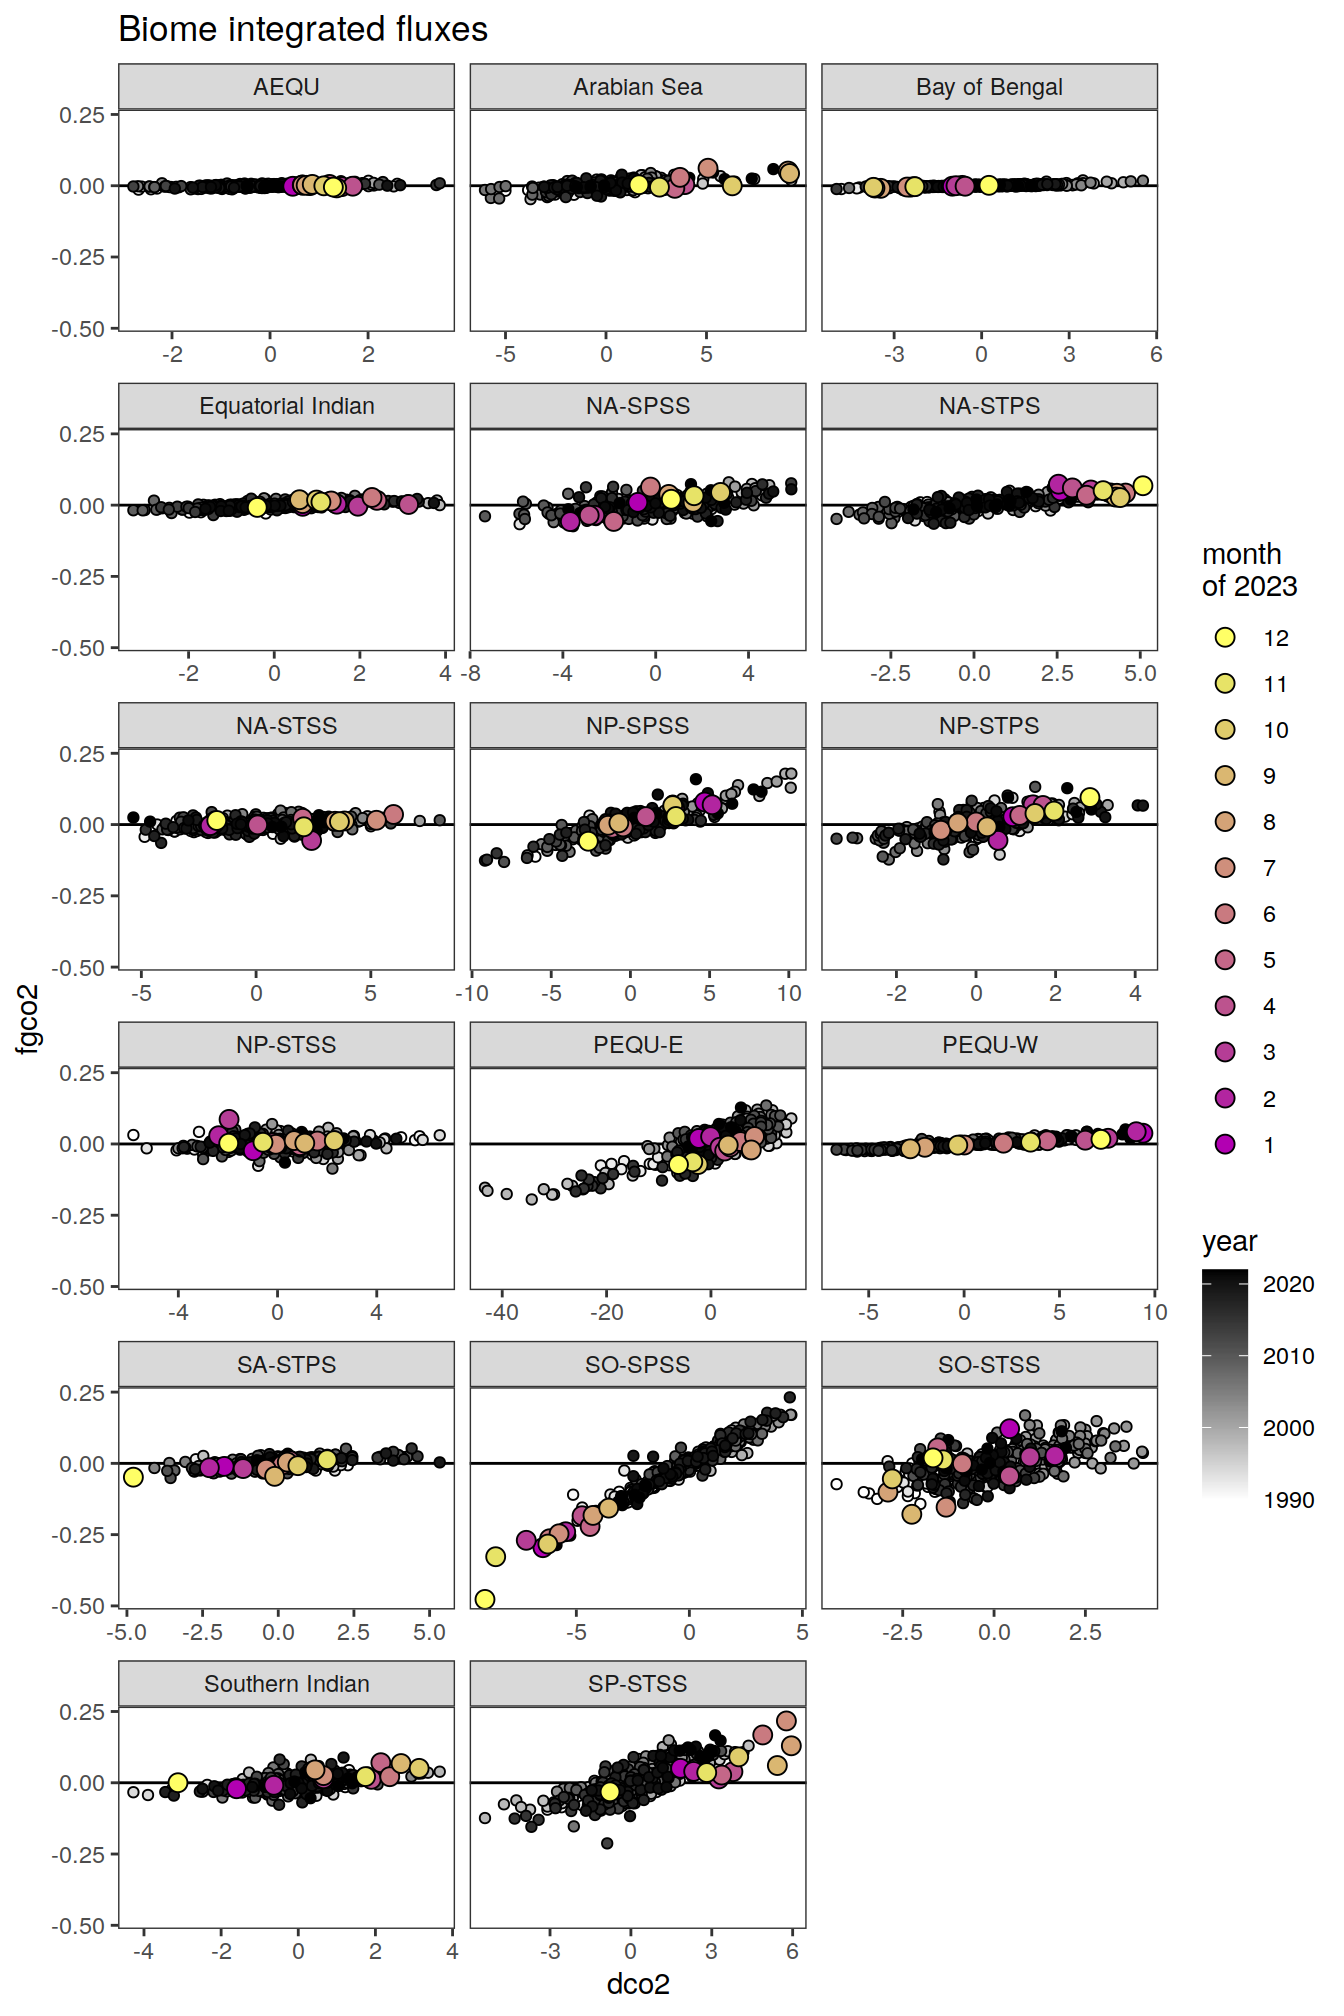 Biome integrated fluxes
AEQU
Arabian Sea
Bay of Bengal
0.25
0.00
-0.25
-0.50
-2 0 2
-5 0 5
-3 0 3 6
Equatorial Indian
NA-SPSS
NA-STPS
0.25
0.00
-0.25
-0.50
-2 0 2 4
-8 -4 0 4
-2.5 0.0 2.5 5.0
NA-STSS
NP-SPSS
NP-STPS
0.25
0.00
-0.25
-0.50
-5 0 5
-10 -5 0 5 10
-2 0 2 4
NP-STSS
PEQU-E
PEQU-W
0.25
0.00
-0.25
-0.50
-4 0 4
-40 -20 0
-5 0 5 10
SA-STPS
SO-SPSS
SO-STSS
0.25
0.00
-0.25
-0.50
-5.0 -2.5 0.0 2.5 5.0
-5 0 5
-2.5 0.0 2.5
Southern Indian
SP-STSS
0.25
0.00
-0.25
-0.50
-4 -2 0 2 4
-3 0 3 6
dco2
fgco2
month
of 2023
12
11
10
9
8
7
6
5
4
3
2
1
year
2020
2010
2000
1990